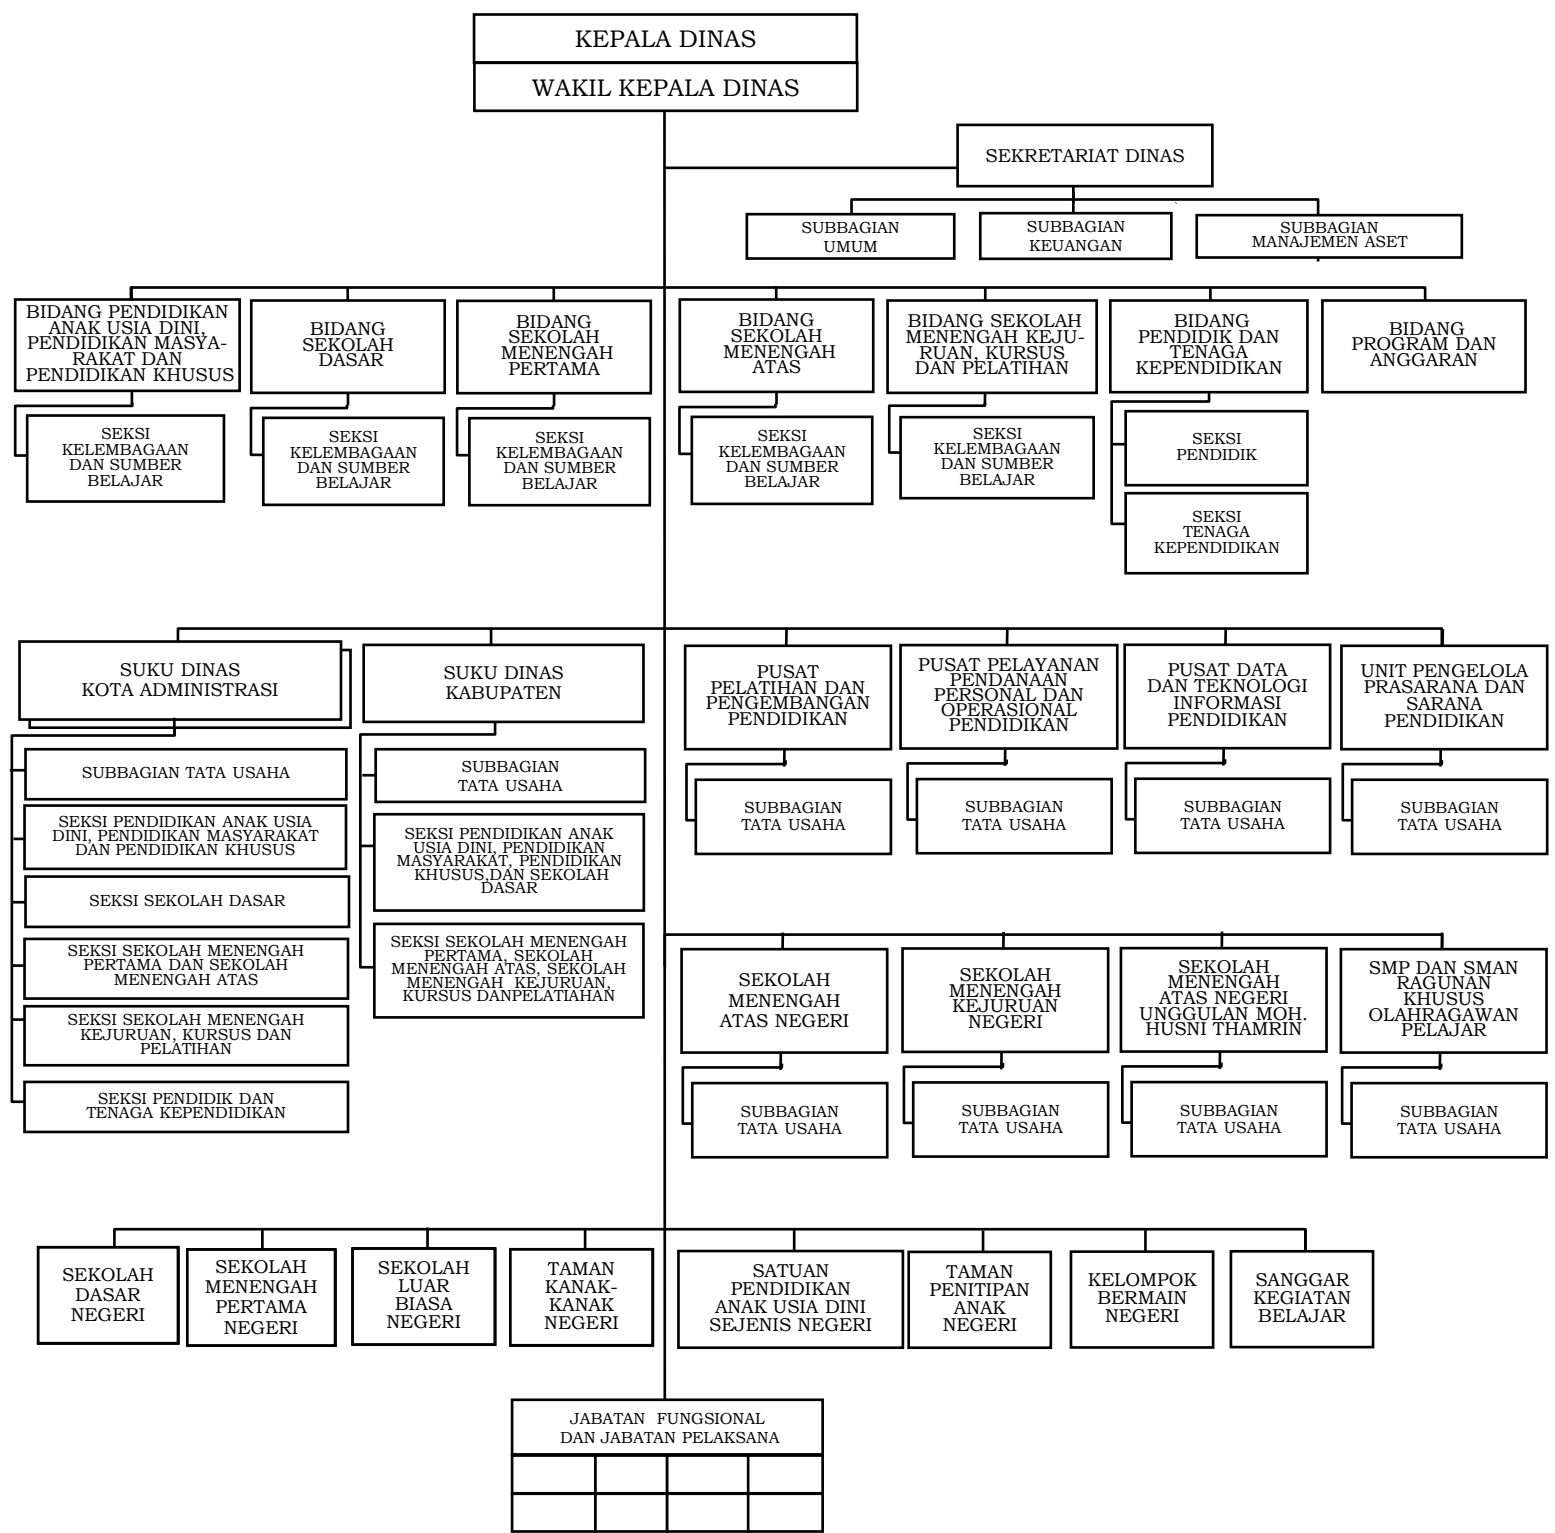 KEPALA DINAS
WAKIL KEPALA DINAS
SEKRETARIAT DINAS
SUBBAGIAN
UMUM
SUBBAGIAN
KEUANGAN
SUBBAGIAN
MANAJEMEN ASET
BIDANG PENDIDIKAN
ANAK USIA DINI,
PENDIDIKAN MASYA-
RAKAT DAN
PENDIDIKAN KHUSUS
BIDANG
SEKOLAH
DASAR
BIDANG
SEKOLAH
MENENGAH
PERTAMA
BIDANG
SEKOLAH
MENENGAH
ATAS
BIDANG SEKOLAH
MENENGAH KEJU-
RUAN, KURSUS
DAN PELATIHAN
BIDANG
PENDIDIK DAN
TENAGA
KEPENDIDIKAN
BIDANG
PROGRAM DAN
ANGGARAN
SEKSI
KELEMBAGAAN
DAN SUMBER
BELAJAR
SEKSI
KELEMBAGAAN
DAN SUMBER
BELAJAR
SEKSI
KELEMBAGAAN
DAN SUMBER
BELAJAR
SEKSI
KELEMBAGAAN
DAN SUMBER
BELAJAR
SEKSI
KELEMBAGAAN
DAN SUMBER
BELAJAR
SEKSI
PENDIDIK
SEKSI
TENAGA
KEPENDIDIKAN
SUKU DINAS
KOTA ADMINISTRASI
SUBBAGIAN TATA USAHA
SEKSI PENDIDIKAN ANAK USIA
DINI, PENDIDIKAN MASYARAKAT
DAN PENDIDIKAN KHUSUS
SEKSI SEKOLAH DASAR
SEKSI SEKOLAH MENENGAH
PERTAMA DAN SEKOLAH
MENENGAH ATAS
SEKSI SEKOLAH MENENGAH
KEJURUAN, KURSUS DAN
PELATIHAN
SEKSI PENDIDIK DAN
TENAGA KEPENDIDIKAN
SUKU DINAS
KABUPATEN
SUBBAGIAN
TATA USAHA
SEKSI PENDIDIKAN ANAK
USIA DINI, PENDIDIKAN
MASYARAKAT, PENDIDIKAN
KHUSUS,DAN SEKOLAH
DASAR
SEKSI SEKOLAH MENENGAH
PERTAMA, SEKOLAH
MENENGAH ATAS, SEKOLAH
MENENGAH KEJURUAN,
KURSUS DANPELATIAHAN
PUSAT
PELATIHAN DAN
PENGEMBANGAN
PENDIDIKAN
PUSAT PELAYANAN
PENDANAAN
PERSONAL DAN
OPERASIONAL
PENDIDIKAN
PUSAT DATA
DAN TEKNOLOGI
INFORMASI
PENDIDIKAN
UNIT PENGELOLA
PRASARANA DAN
SARANA
PENDIDIKAN
SUBBAGIAN
TATA USAHA
SUBBAGIAN
TATA USAHA
SUBBAGIAN
TATA USAHA
SUBBAGIAN
TATA USAHA
SEKOLAH
MENENGAH
ATAS NEGERI
SEKOLAH
MENENGAH
KEJURUAN
NEGERI
SEKOLAH
MENENGAH
ATAS NEGERI
UNGGULAN MOH.
HUSNI THAMRIN
SMP DAN SMAN
RAGUNAN
KHUSUS
OLAHRAGAWAN
PELAJAR
SUBBAGIAN
TATA USAHA
SUBBAGIAN
TATA USAHA
SUBBAGIAN
TATA USAHA
SUBBAGIAN
TATA USAHA
SEKOLAH
DASAR
NEGERI
SEKOLAH
MENENGAH
PERTAMA
NEGERI
SEKOLAH
LUAR
BIASA
NEGERI
TAMAN
KANAK-
KANAK
NEGERI
SATUAN
PENDIDIKAN
ANAK USIA DINI
SEJENIS NEGERI
TAMAN
PENITIPAN
ANAK
NEGERI
KELOMPOK
BERMAIN
NEGERI
SANGGAR
KEGIATAN
BELAJAR
JABATAN FUNGSIONAL
DAN JABATAN PELAKSANA